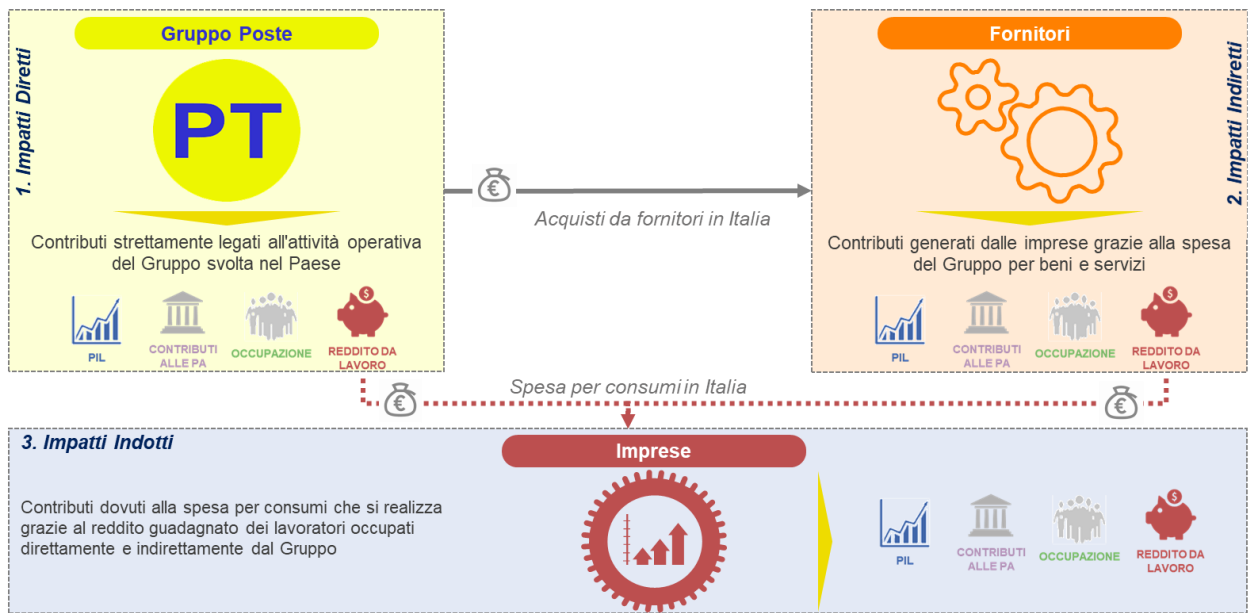 1. Impatti Diretti
Gruppo Poste
PT
Contributi strettamente legati all'attività operativa
del Gruppo svolta nel Paese
PIL
CONTRIBUTI
ALLE PA
OCCUPAZIONE
$
REDDITO DA
LAVORO
€
Acquisti da fornitori in Italia
Fornitori
2. Impatti Indiretti
Contributi generati dalle imprese grazie alla spesa
del Gruppo per beni e servizi
PIL
CONTRIBUTI
ALLE PA
OCCUPAZIONE
$
REDDITO DA
LAVORO
€
Spesa per consumi in Italia
€
3. Impatti Indotti
Imprese
Contributi dovuti alla spesa per consumi che si realizza
grazie al reddito guadagnato dei lavoratori occupati
direttamente e indirettamente dal Gruppo
PIL
CONTRIBUTI
ALLE PA
OCCUPAZIONE
$
REDDITO DA
LAVORO